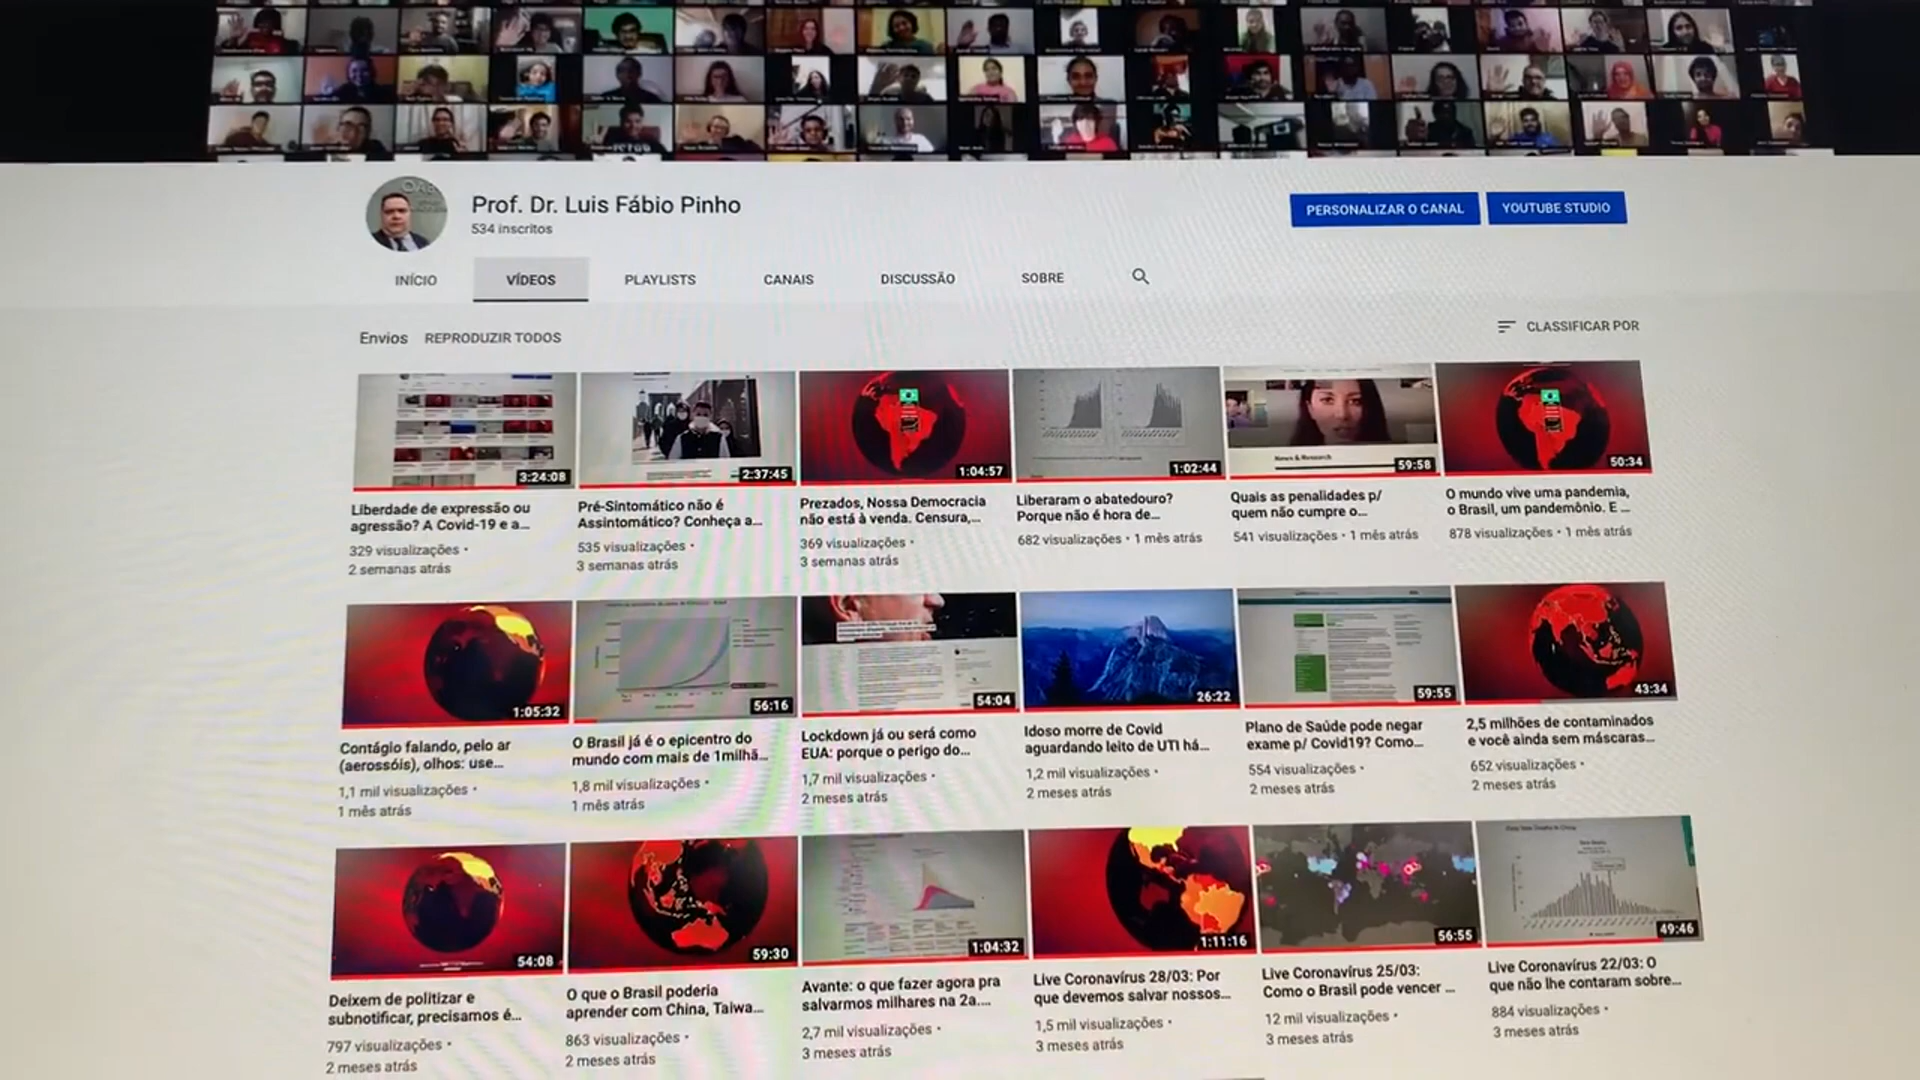 Prof. Dr. Luis Fábio Pinho
534 inscritos
PERSONALIZAR O CANAL
YOUTUBE STUDIO
INÍCIO
VÍDEOS
PLAYLISTS
CANAIS
DISCUSSÃO
SOBRE
Envios
REPRODUZIR TODOS
CLASSIFICAR POR
3:24:08
2:37:45
1:04:57
1:02:44
News & Research
59:58
50:34
Liberdade de expressão ou
agressão? A Covid-19 e a...
329 visualizações •
2 semanas atrás
Pré-Sintomático não é
Assintomático? Conheça a...
535 visualizações •
3 semanas atrás
Prezados, Nossa Democracia
não está à venda. Censura,...
369 visualizações •
3 semanas atrás
Liberaram o abatedouro?
Porque não é hora de...
682 visualizações • 1 mês atrás
Quais as penalidades p/
quem não cumpre o...
541 visualizações • 1 mês atrás
O mundo vive uma pandemia,
o Brasil, um pandemônio. E ...
878 visualizações • 1 mês atrás
1:05:32
56:16
54:04
26:22
59:55
43:34
Contágio falando, pelo ar
(aerossóis), olhos: use...
1,1 mil visualizações •
1 mês atrás
O Brasil já é o epicentro do
mundo com mais de 1milhã...
1,8 mil visualizações •
1 mês atrás
Lockdown já ou será como
EUA: porque o perigo do...
1,7 mil visualizações •
2 meses atrás
Idoso morre de Covid
aguardando leito de UTI há...
1,2 mil visualizações •
2 meses atrás
Plano de Saúde pode negar
exame p/ Covid19? Como...
554 visualizações •
2 meses atrás
2,5 milhões de contaminados
e você ainda sem máscaras...
652 visualizações •
2 meses atrás
54:08
59:30
1:04:32
1:11:16
56:55
49:46
Deixem de politizar e
subnotificar, precisamos é...
797 visualizações •
2 meses atrás
O que o Brasil poderia
aprender com China, Taiwa...
863 visualizações •
2 meses atrás
Avante: o que fazer agora pra
salvarmos milhares na 2a....
2,7 mil visualizações •
3 meses atrás
Live Coronavírus 28/03: Por
que devemos salvar nossos...
1,5 mil visualizações •
3 meses atrás
Live Coronavírus 25/03:
Como o Brasil pode vencer ...
12 mil visualizações •
3 meses atrás
Live Coronavírus 22/03: O
que não lhe contaram sobre...
884 visualizações •
3 meses atrás